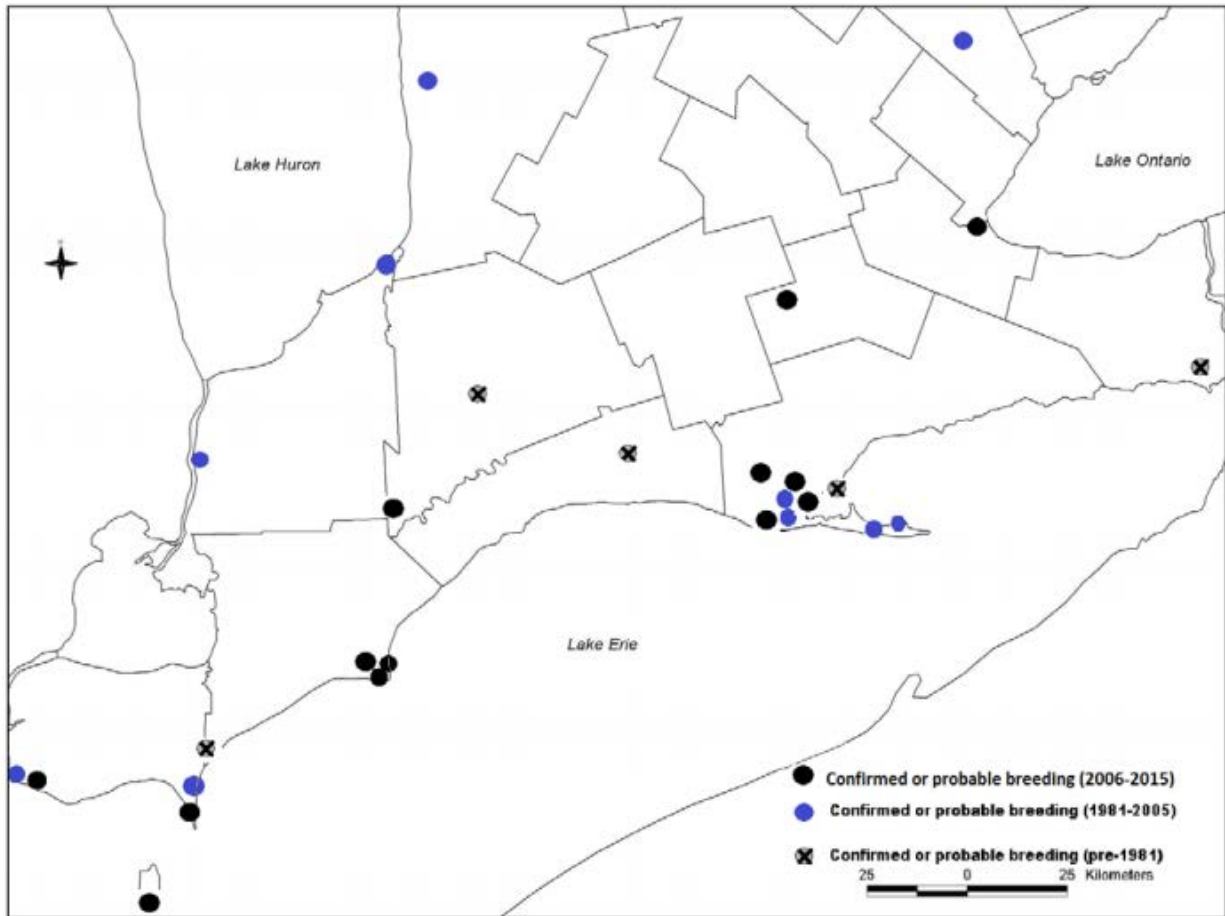 Lake Huron
Lake Ontario
Lake Erie
Confirmed or probable breeding (2006-2015)
Confirmed or probable breeding (1981-2005)
Confirmed or probable breeding (pre-1981)
25 0 25 Kilometers